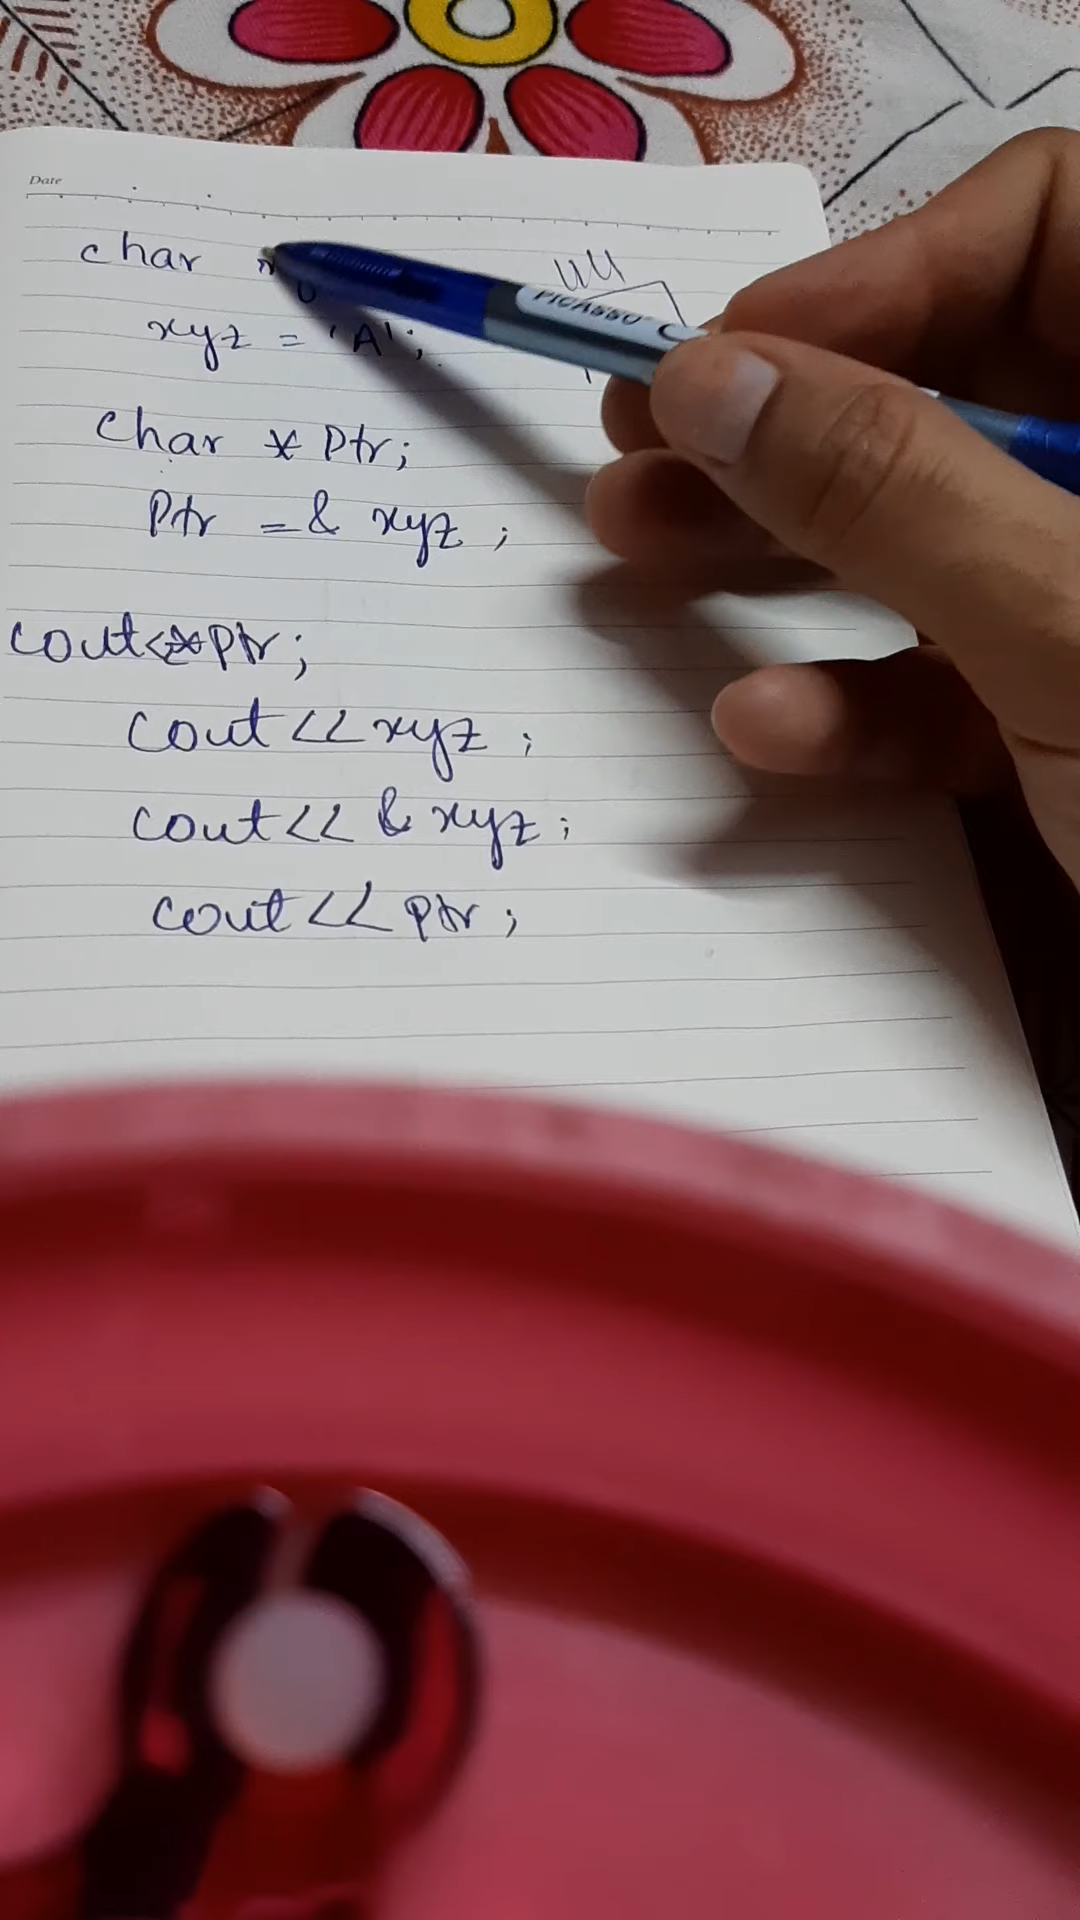 Date
char
xyz = 'A';
char * Ptr;
Ptr = & xyz ;
cout<<*ptr;
cout << xyz ;
cout << & xyz ;
cout << ptr ;
PICASSO